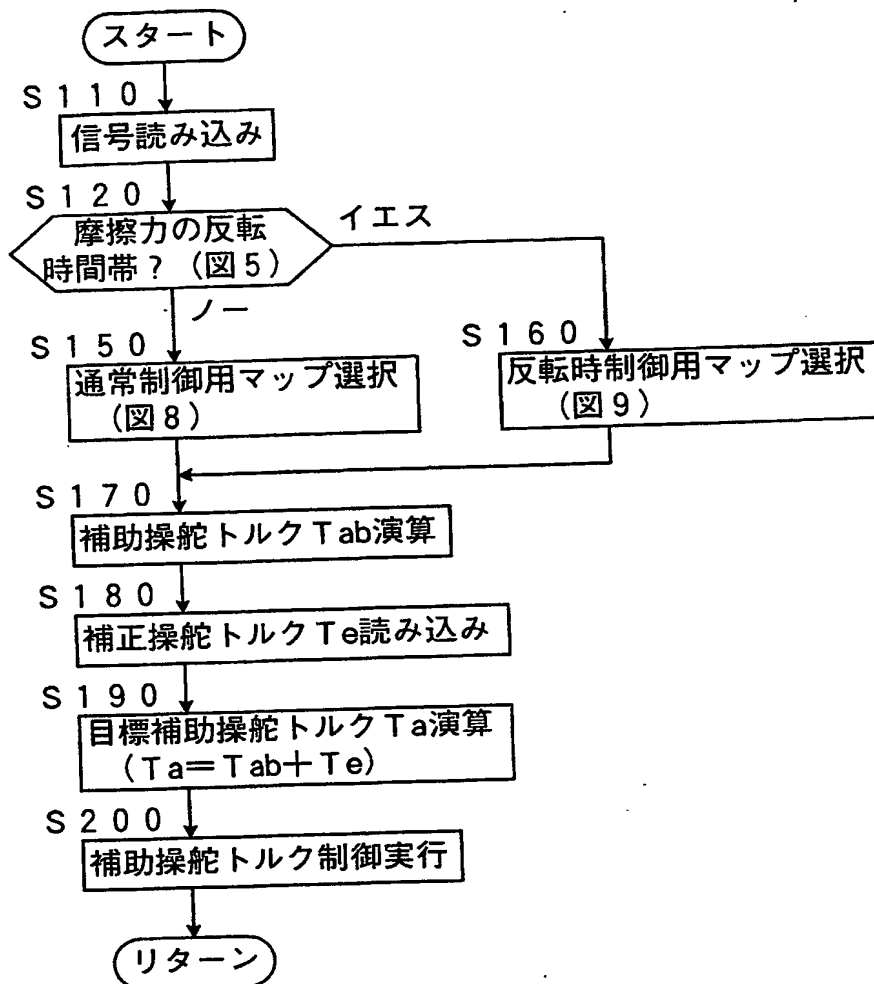 スタート
S110
信号読み込み
S120
摩擦力の反転
時間帯?(図5)
イエス
ノー
S150
通常制御用マップ選択
(図8)
S160
反転時制御用マップ選択
(図9)
S170
補助操舵トルクTab演算
S180
補正操舵トルクTe読み込み
S190
目標補助操舵トルクTa演算
(Ta=Tab+Te)
S200
補助操舵トルク制御実行
リターン